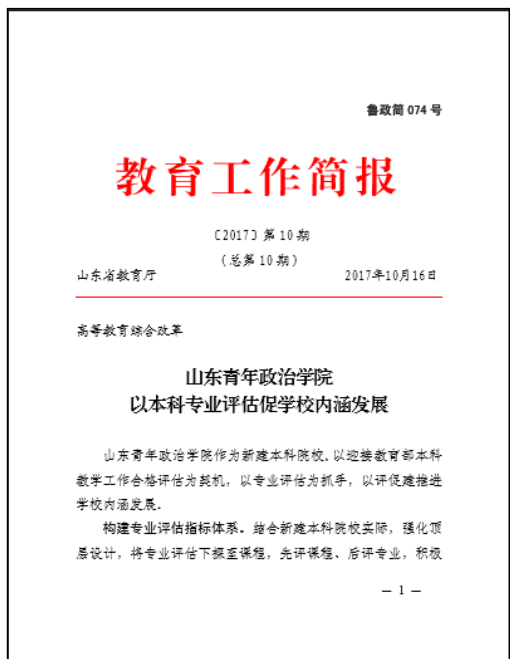 鲁政简 074 号
教育工作简报
〔2017〕第 10 期
（总第 10 期）
山东省教育厅 2017年10月16日
高等教育综合改革
山东青年政治学院
以本科专业评估促学校内涵发展
山东青年政治学院作为新建本科院校，以迎接教育部本科
教学工作合格评估为契机，以专业评估为抓手，以评促建推进
学校内涵发展。
构建专业评估指标体系。结合新建本科院校实际，强化顶
层设计，将专业评估下探至课程，先评课程、后评专业，积极
— 1 —